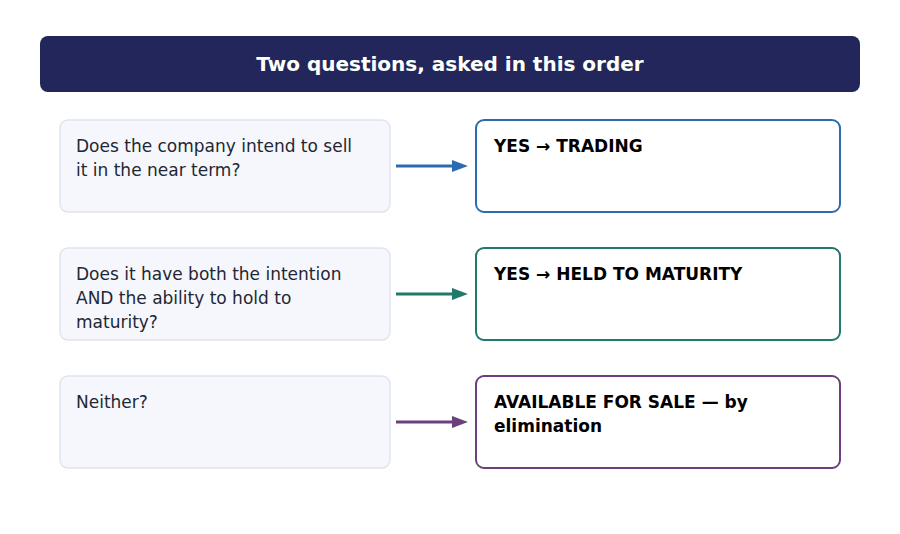 Two questions, asked in this order
Does the company intend to sell
it in the near term?
YES → TRADING
Does it have both the intention
AND the ability to hold to
maturity?
YES → HELD TO MATURITY
Neither?
AVAILABLE FOR SALE — by
elimination